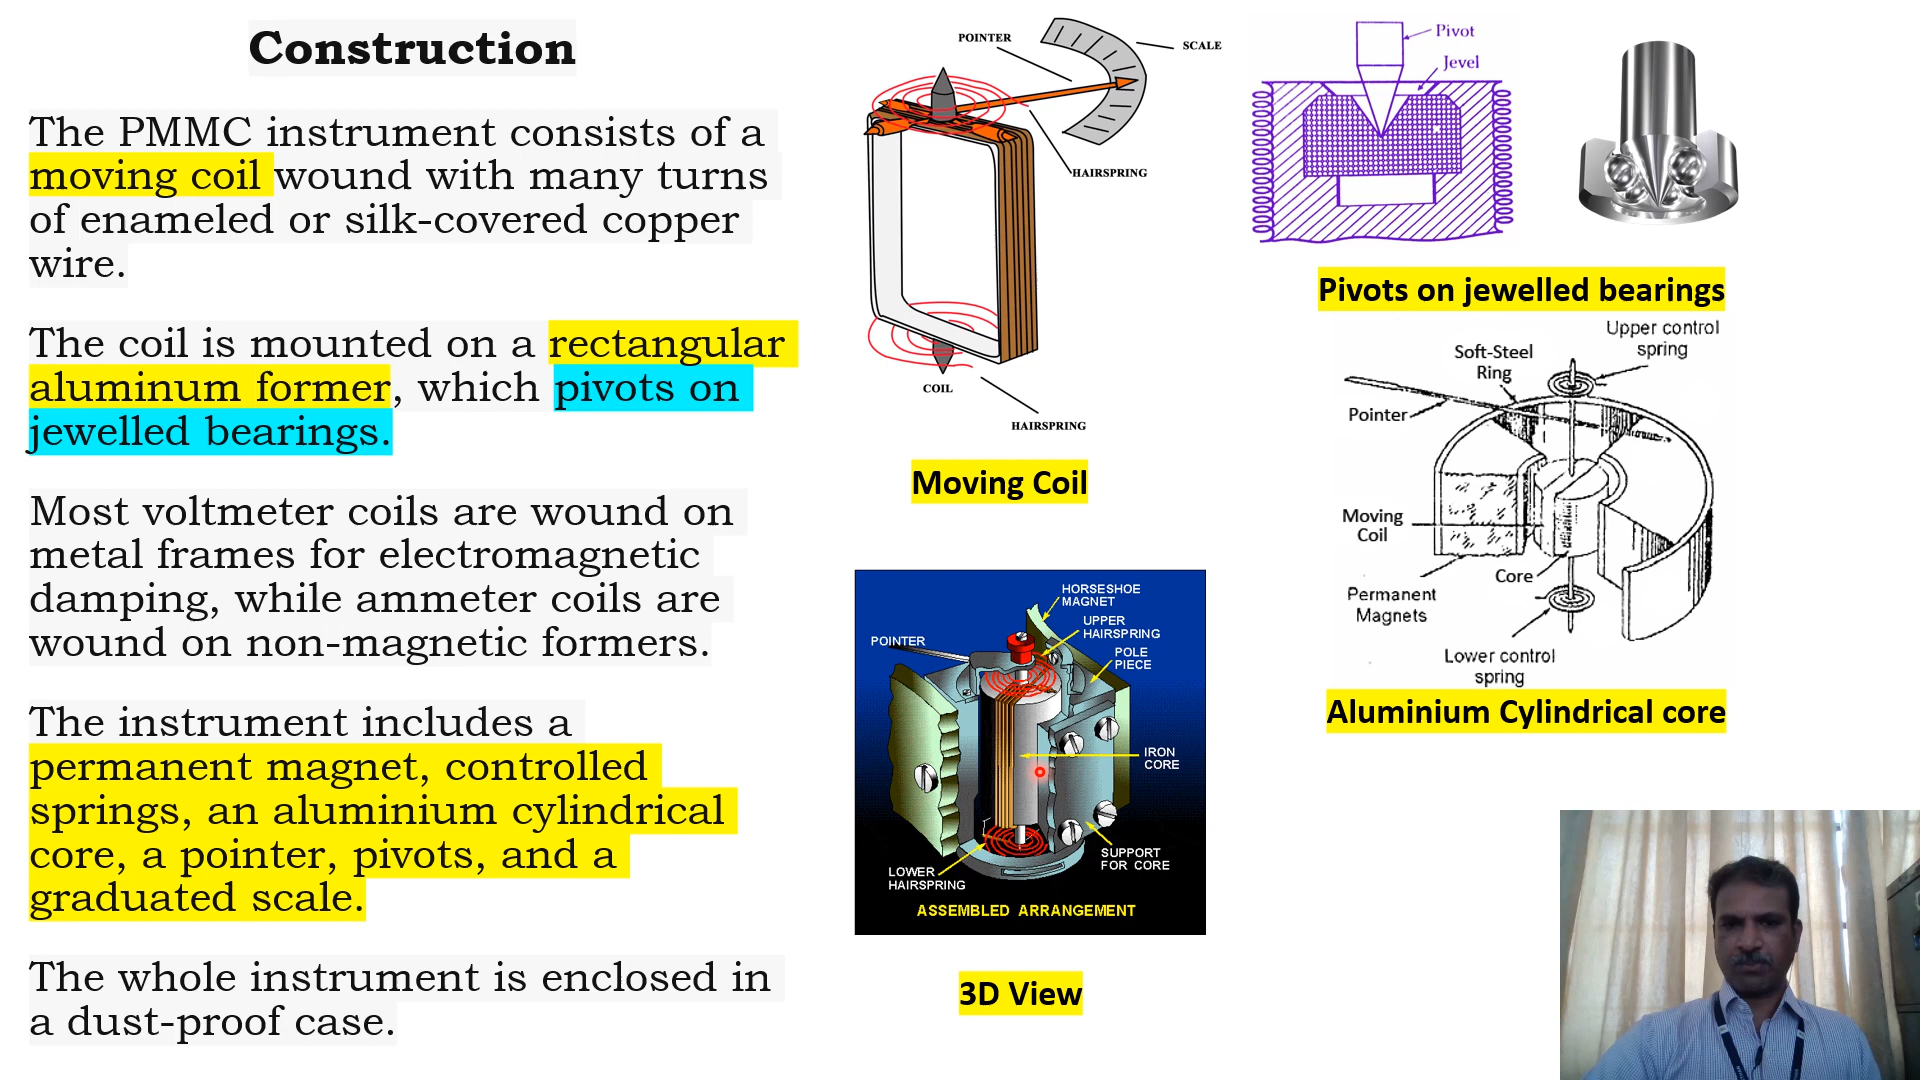 Construction
The PMMC instrument consists of a
moving coil wound with many turns
of enameled or silk-covered copper
wire.
The coil is mounted on a rectangular
aluminum former, which pivots on
jewelled bearings.
Most voltmeter coils are wound on
metal frames for electromagnetic
damping, while ammeter coils are
wound on non-magnetic formers.
The instrument includes a
permanent magnet, controlled
springs, an aluminium cylindrical
core, a pointer, pivots, and a
graduated scale.
The whole instrument is enclosed in
a dust-proof case.
POINTER
SCALE
HAIRSPRING
COIL
HAIRSPRING
Moving Coil
HORSESHOE
MAGNET
UPPER
HAIRSPRING
POINTER
POLE
PIECE
IRON
CORE
SUPPORT
FOR CORE
LOWER
HAIRSPRING
ASSEMBLED ARRANGEMENT
3D View
Pivot
Jevel
Pivots on jewelled bearings
Upper control
spring
Soft-Steel
Ring
Pointer
Moving
Coil
Core
Permanent
Magnets
Lower control
spring
Aluminium Cylindrical core